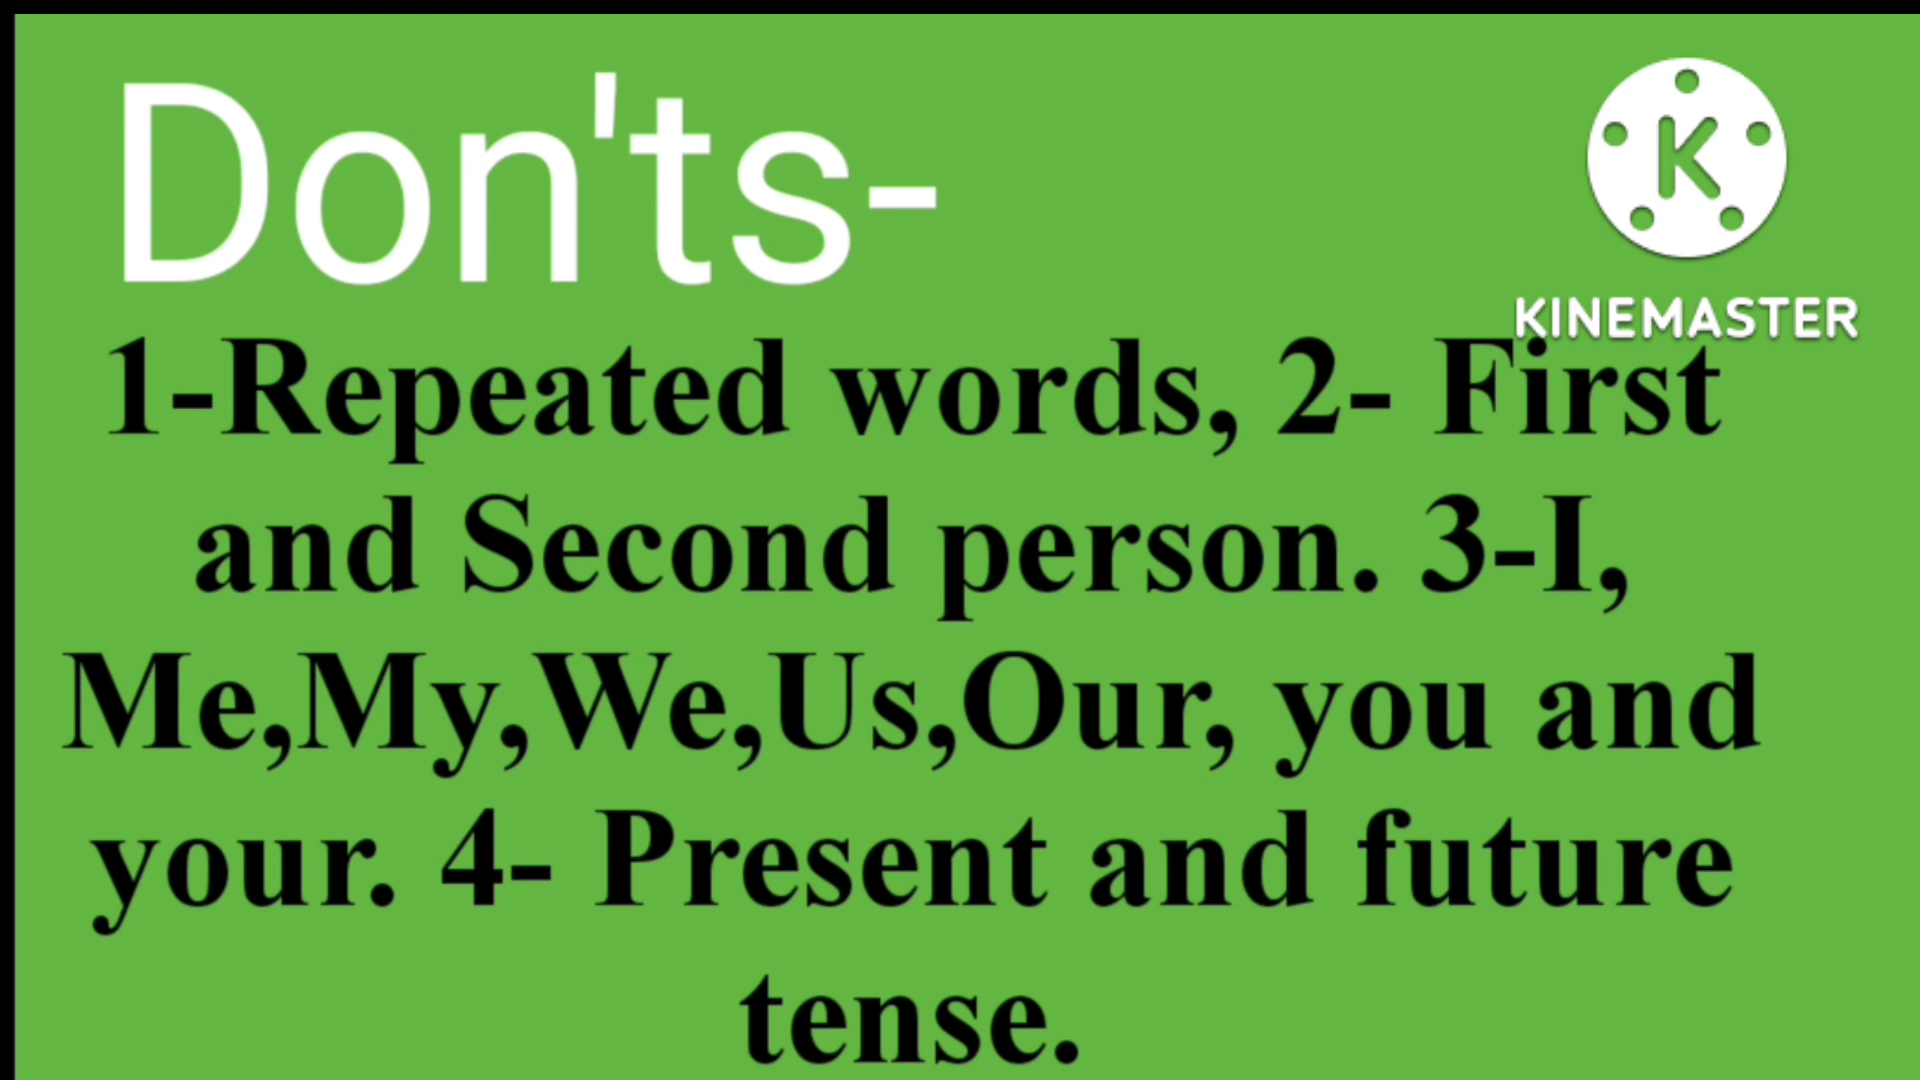 Don'ts-
KINEMASTER
1-Repeated words, 2- First
and Second person. 3-I,
Me,My,We,Us,Our, you and
your. 4- Present and future
tense.